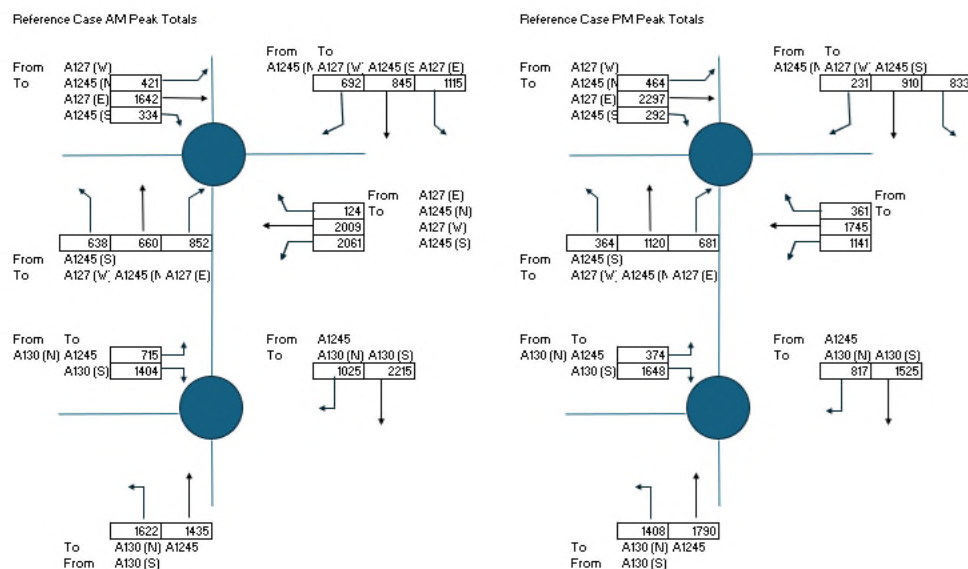 Reference Case AM Peak Totals
From To
From A127 (W) A1245 (N A127 (W) A1245 (S A127 (E)
To A1245 (N 421 692 845 1115
A127 (E) 1642
A1245 (S 334
From A127 (E)
124 To A1245 (N)
2009 A127 (W)
638 660 852 2061 A1245 (S)
From A1245 (S)
To A127 (W) A1245 (N A127 (E)
From To From A1245
A130 (N) A1245 715 To A130 (N) A130 (S)
A130 (S) 1404 1025 2215
1622 1435
To A130 (N) A1245
From A130 (S)
Reference Case PM Peak Totals
From To
From A127 (W) A1245 (N A127 (W) A1245 (S)
To A1245 (N 464 231 910 833
A127 (E) 2297
A1245 (S 292
From
361 To
1745
364 1120 681 1141
From A1245 (S)
To A127 (W) A1245 (N A127 (E)
From To From A1245
A130 (N) A1245 374 To A130 (N) A130 (S)
A130 (S) 1648 817 1525
1408 1790
To A130 (N) A1245
From A130 (S)